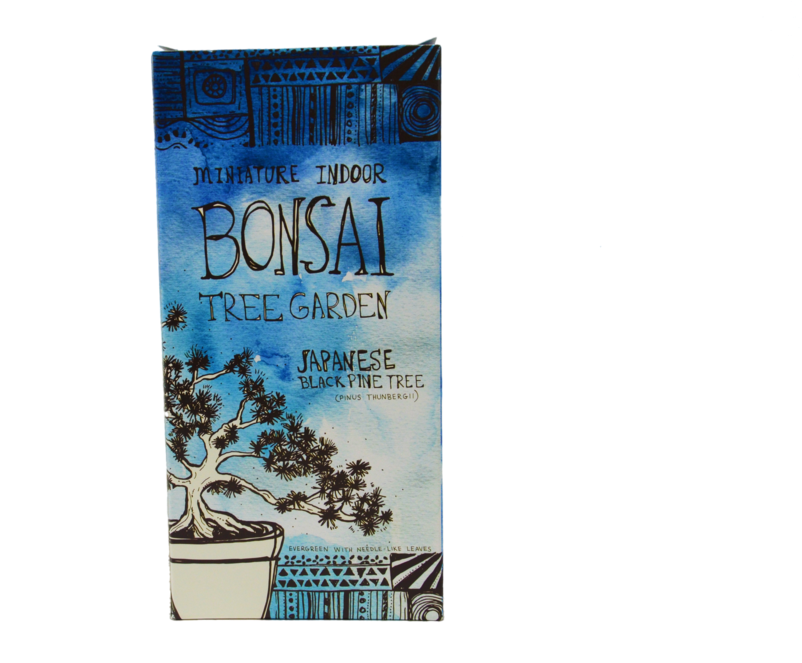 MINIATURE INDOOR
BONSAI
TREE GARDEN
JAPANESE
BLACK PINE TREE
(PINUS THUNBERGII)
EVERGREEN WITH NEEDLE-LIKE LEAVES